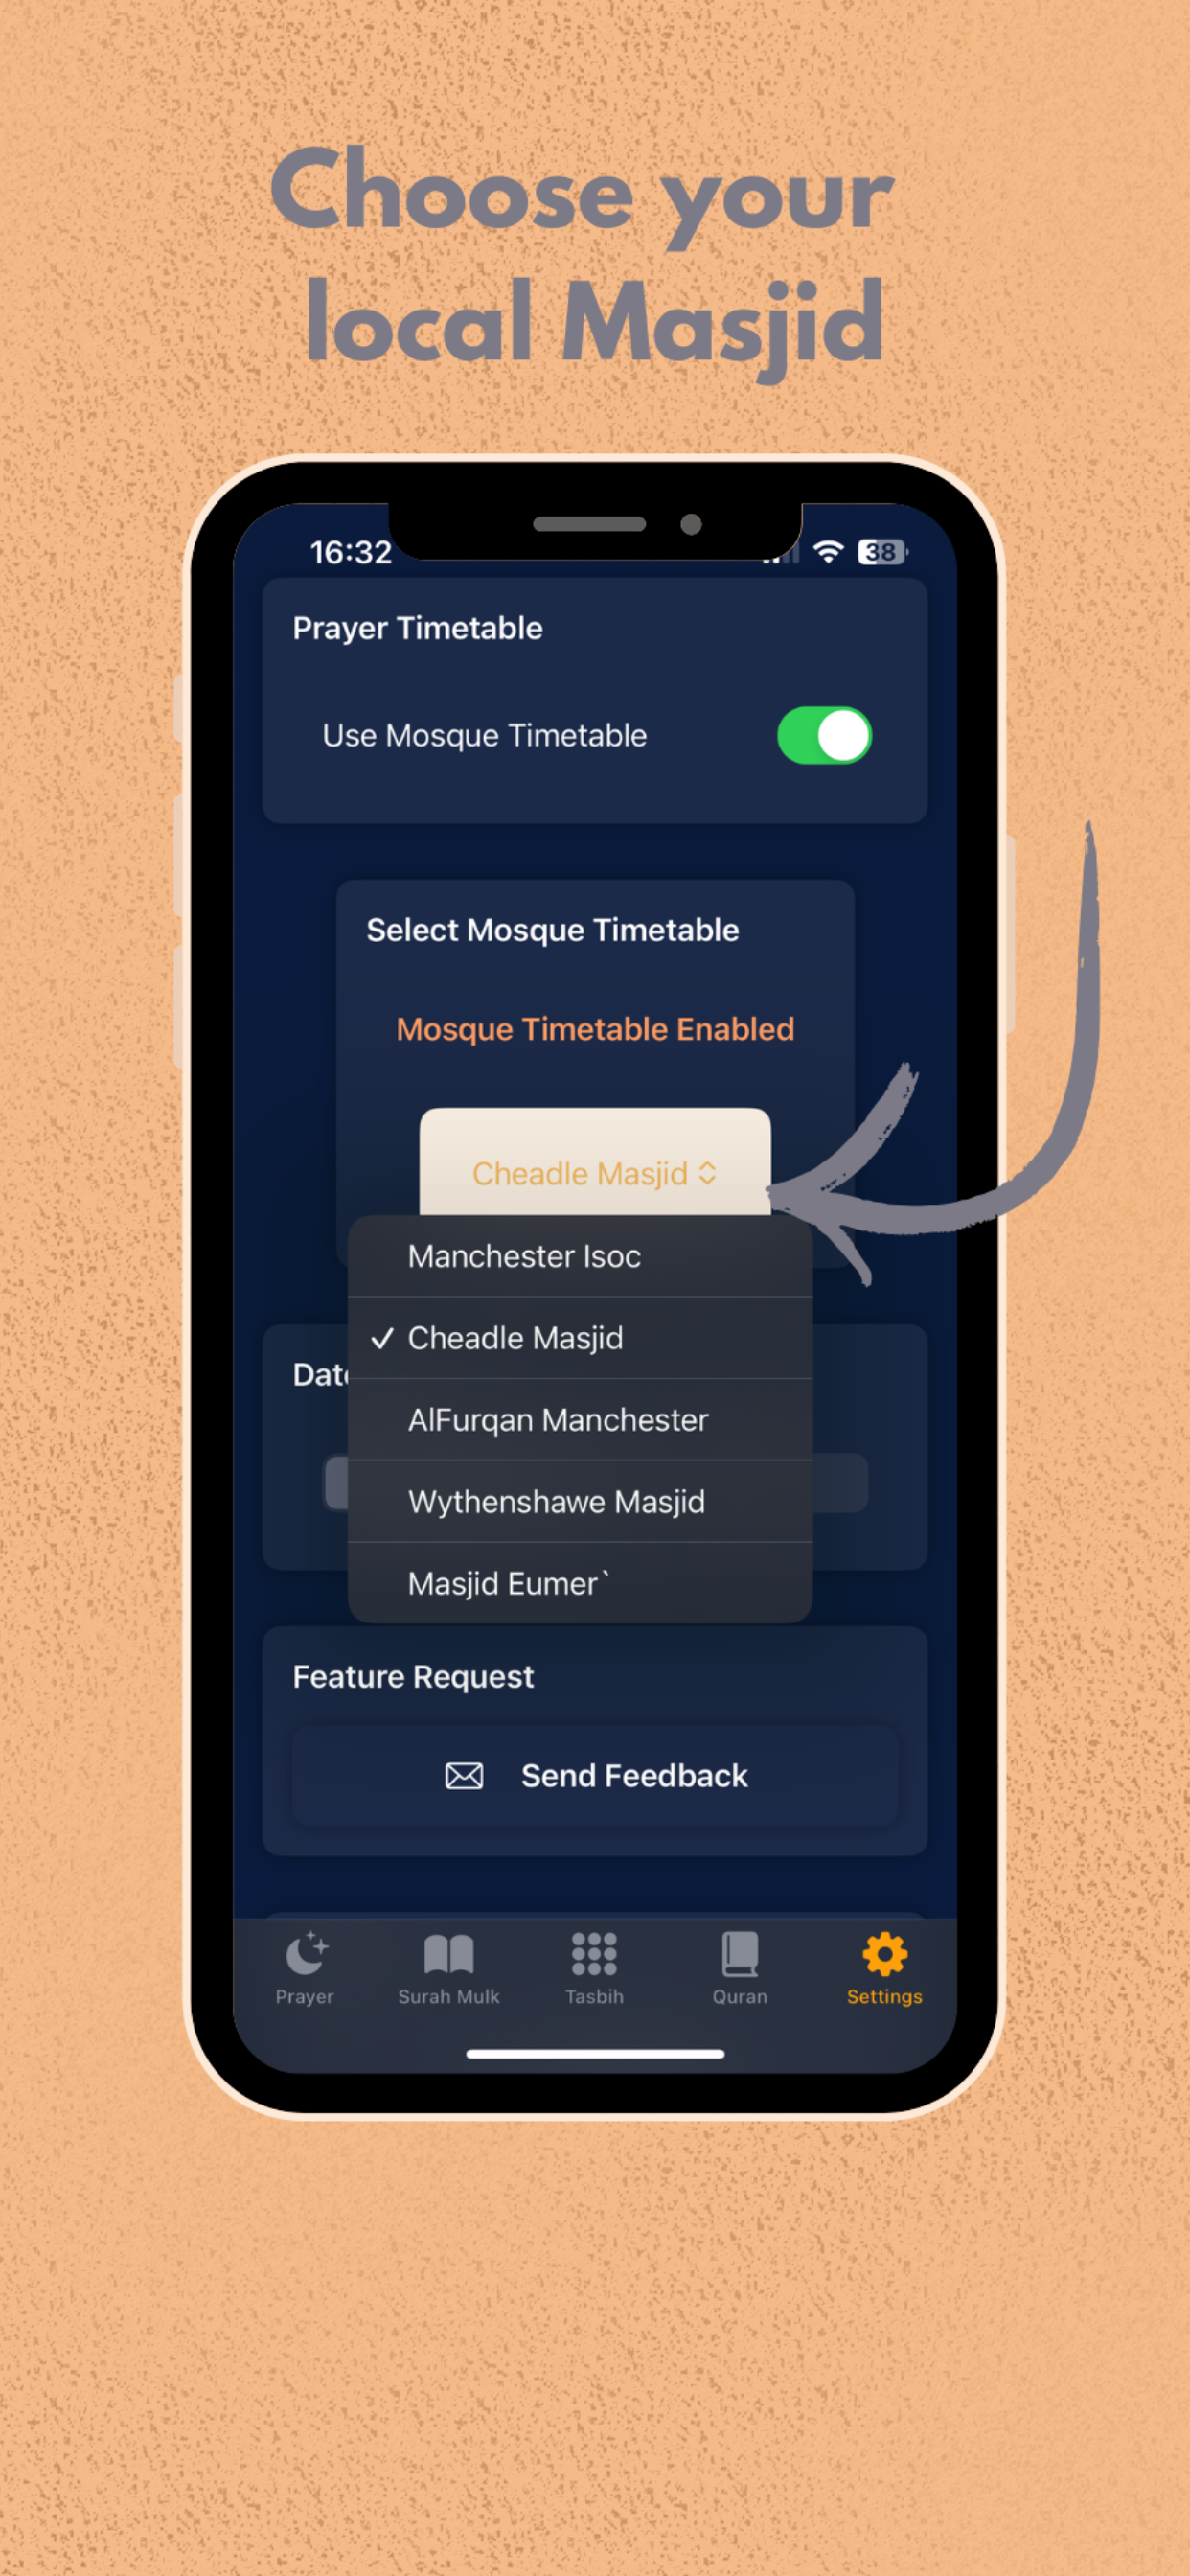 Choose your
local Masjid
16:32
38
Prayer Timetable
Use Mosque Timetable
Select Mosque Timetable
Mosque Timetable Enabled
Cheadle Masjid
Manchester Isoc
✓ Cheadle Masjid
AlFurqan Manchester
Wythenshawe Masjid
Masjid Eumer`
Feature Request
Send Feedback
Prayer
Surah Mulk
Tasbih
Quran
Settings